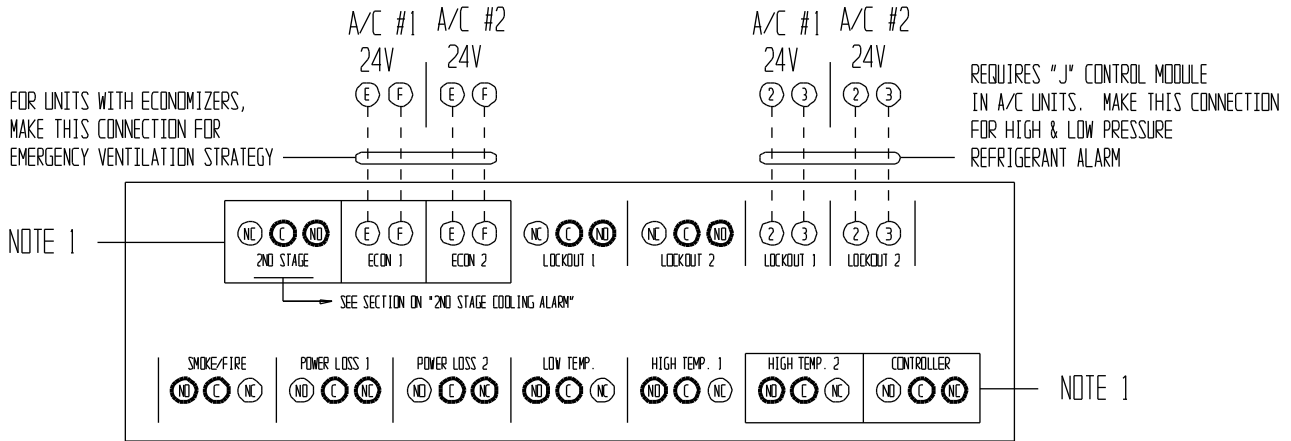 A/C #1 A/C #2 A/C #1 A/C #2
24V 24V 24V 24V
E F E F 2 3 2 3
FOR UNITS WITH ECONOMIZERS,
MAKE THIS CONNECTION FOR
EMERGENCY VENTILATION STRATEGY
REQUIRES "J" CONTROL MODULE
IN A/C UNITS. MAKE THIS CONNECTION
FOR HIGH & LOW PRESSURE
REFRIGERANT ALARM
NOTE 1
NC C NO E F E F NC C NO NC C NO 2 3 2 3
2ND STAGE ECON 1 ECON 2 LOCKOUT 1 LOCKOUT 2 LOCKOUT 1 LOCKOUT 2
SEE SECTION ON "2ND STAGE COOLING ALARM"
SMOKE/FIRE POWER LOSS 1 POWER LOSS 2 LOW TEMP. HIGH TEMP. 1 HIGH TEMP. 2 CONTROLLER
NO C NC NO C NC NO C NC NO C NC NO C NC NO C NC NO C NC
NOTE 1